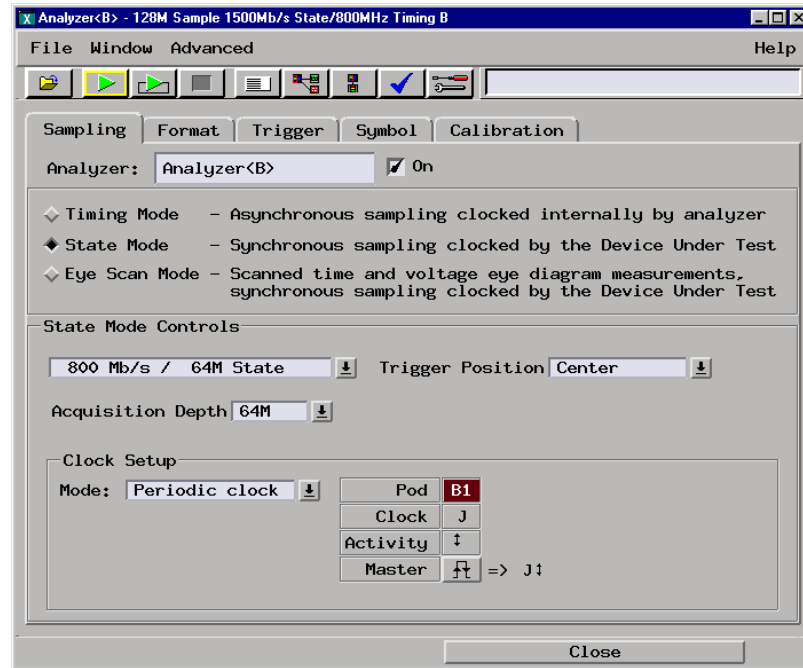 Analyzer<B> - 128M Sample 1500Mb/s State/800MHz Timing B
File Window Advanced Help
Sampling Format Trigger Symbol Calibration
Analyzer: Analyzer<B> On
Timing Mode - Asynchronous sampling clocked internally by analyzer
State Mode - Synchronous sampling clocked by the Device Under Test
Eye Scan Mode - Scanned time and voltage eye diagram measurements,
synchronous sampling clocked by the Device Under Test
State Mode Controls
800 Mb/s / 64M State Trigger Position Center
Acquisition Depth 64M
Clock Setup
Mode: Periodic clock Pod B1
Clock J
Activity ↕
Master => J↕
Close